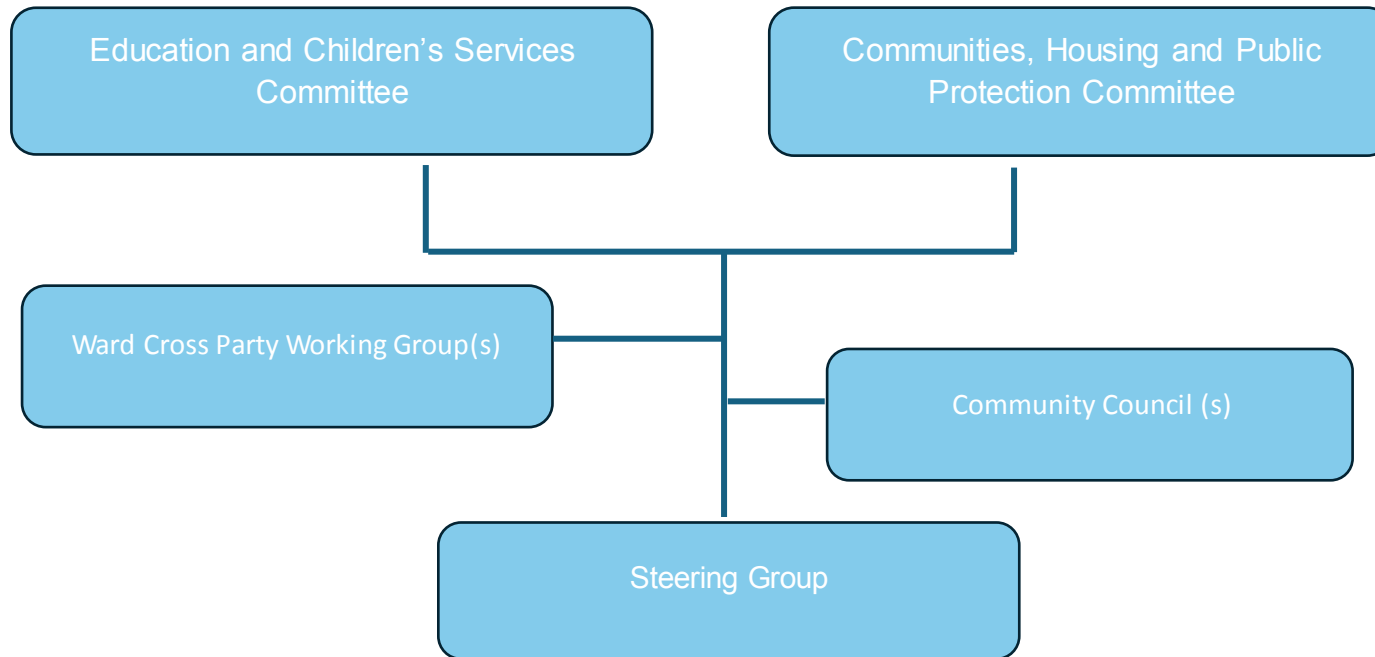 Education and Children’s Services
Committee
Communities, Housing and Public
Protection Committee
Ward Cross Party Working Group(s)
Community Council (s)
Steering Group